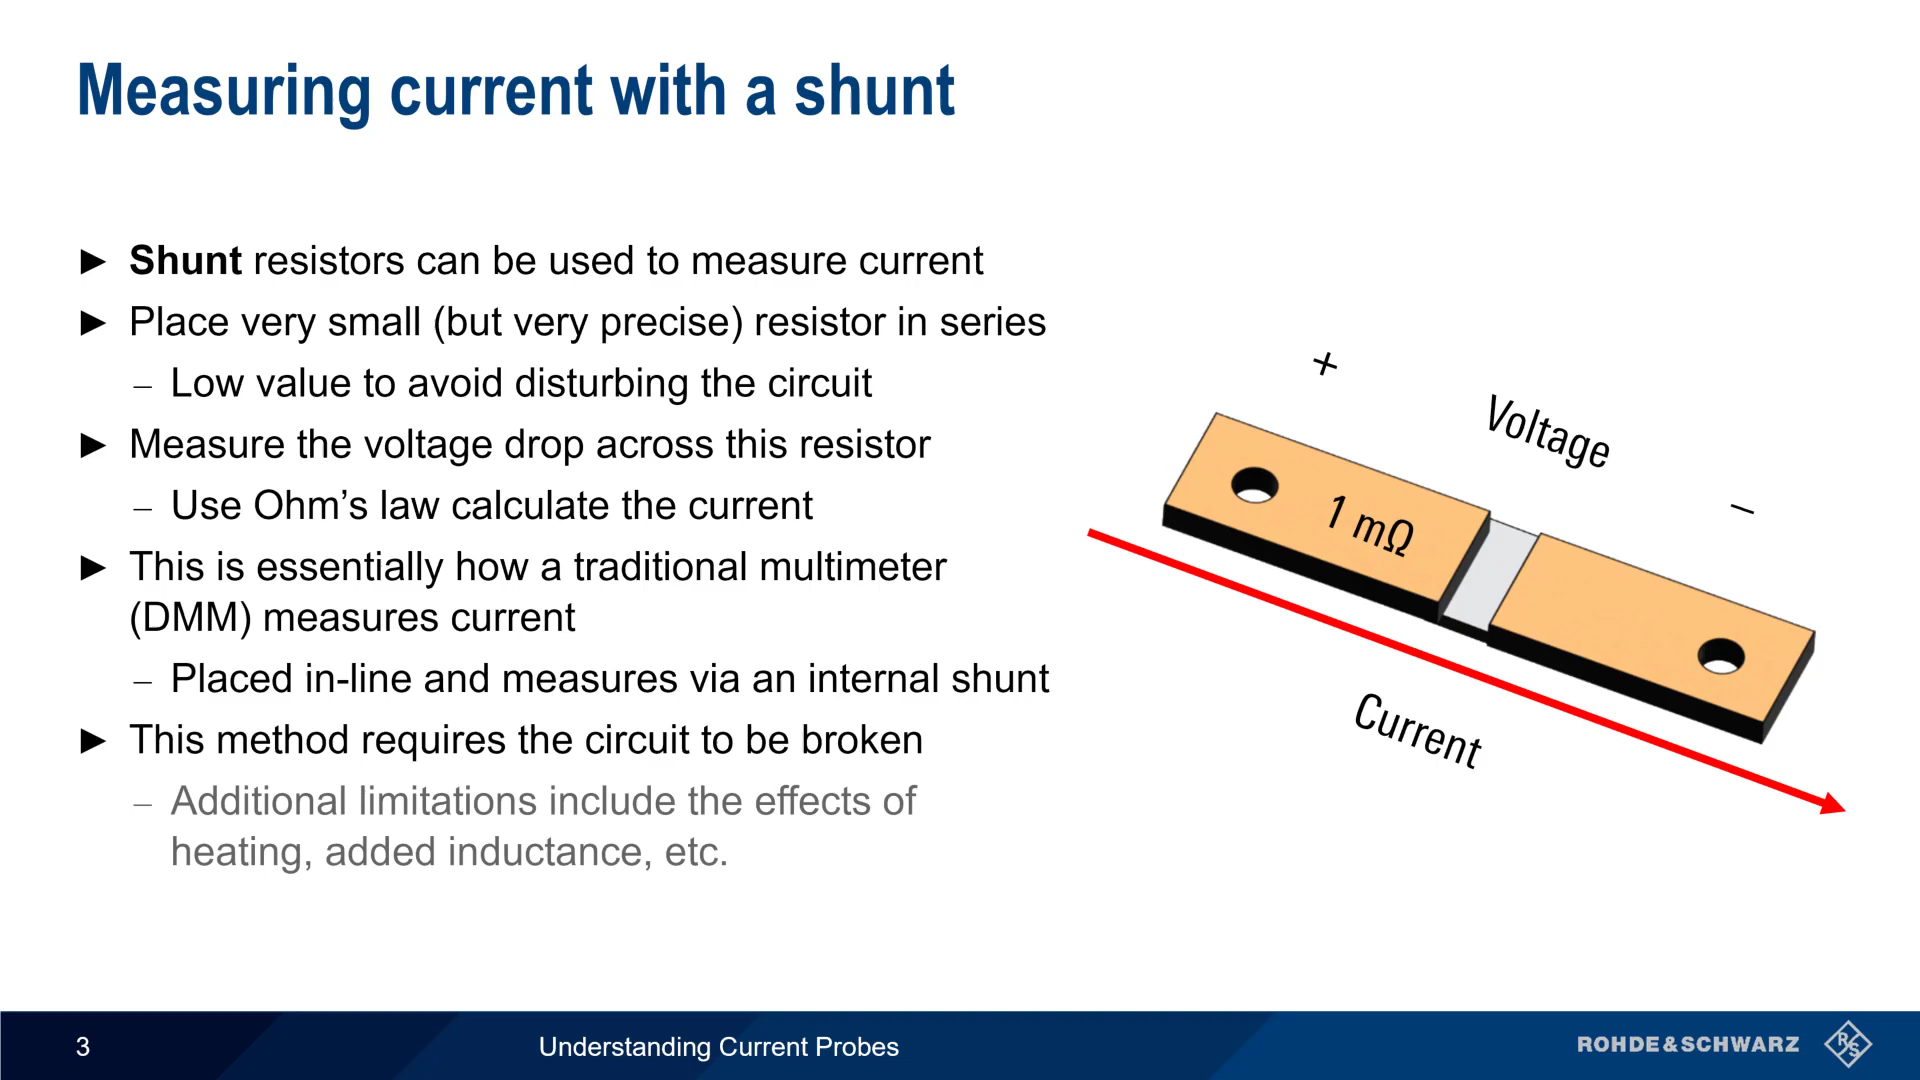 Measuring current with a shunt
► Shunt resistors can be used to measure current
► Place very small (but very precise) resistor in series
– Low value to avoid disturbing the circuit
► Measure the voltage drop across this resistor
– Use Ohm’s law calculate the current
► This is essentially how a traditional multimeter
(DMM) measures current
– Placed in-line and measures via an internal shunt
► This method requires the circuit to be broken
– Additional limitations include the effects of
heating, added inductance, etc.
+
Voltage
–
1 mΩ
Current
3
Understanding Current Probes
ROHDE&SCHWARZ
R&S